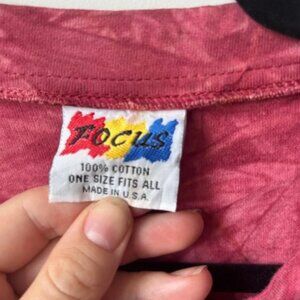 FOCUS
100% COTTON
ONE SIZE FITS ALL
MADE IN U.S.A.